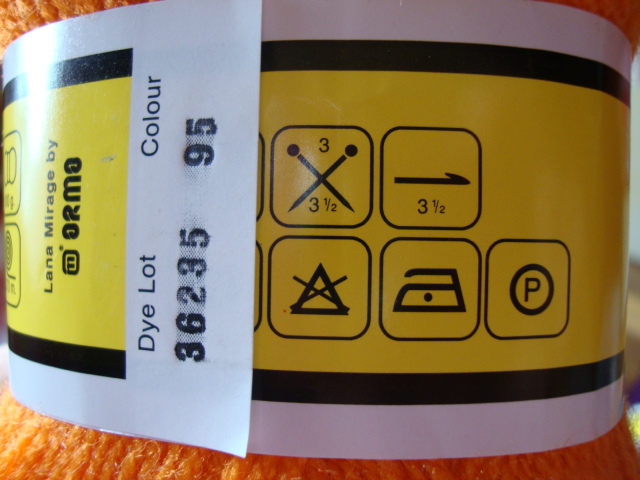 Lana Mirage by
ORMO
Colour
95
Dye Lot
36235
3
3 ½
3 ½
P